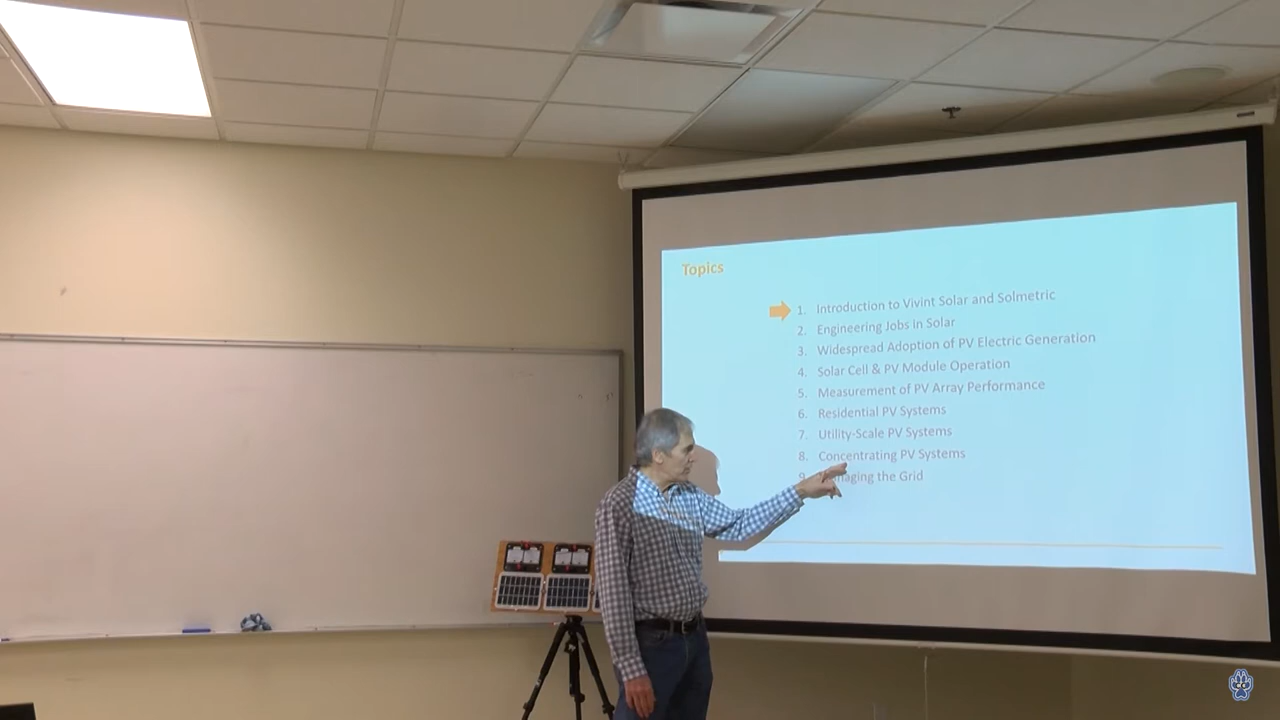 Topics
1. Introduction to Vivint Solar and Solmetric
2. Engineering Jobs in Solar
3. Widespread Adoption of PV Electric Generation
4. Solar Cell & PV Module Operation
5. Measurement of PV Array Performance
6. Residential PV Systems
7. Utility-Scale PV Systems
8. Concentrating PV Systems
9. Managing the Grid